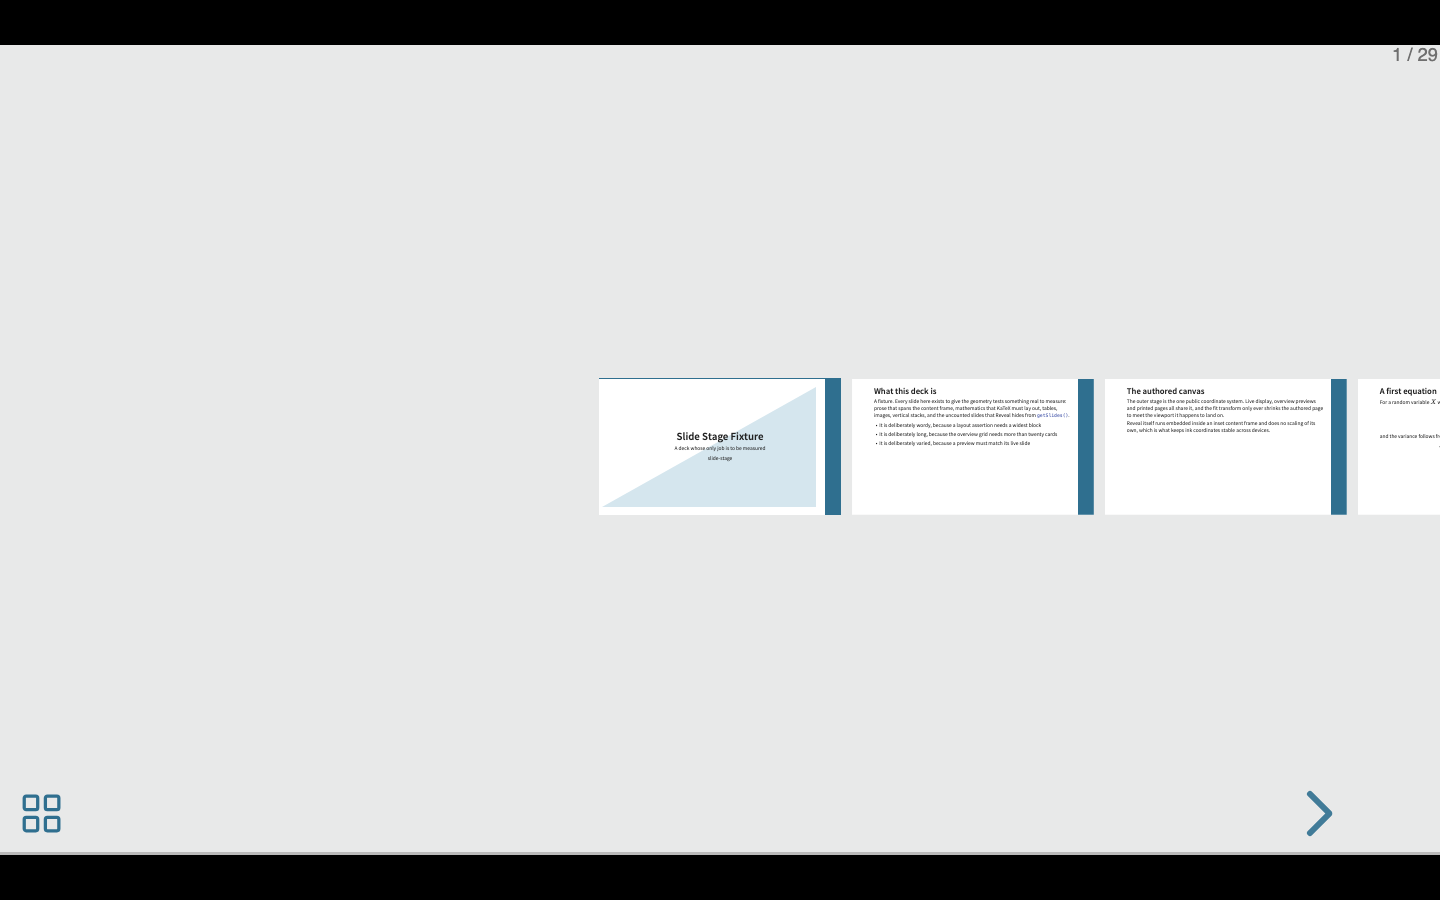 1 / 29
Slide Stage Fixture
A deck whose only job is to be measured
slide-stage
What this deck is
A fixture. Every slide here exists to give the geometry tests something real to measure:
prose that spans the content frame, mathematics that KaTeX must lay out, tables,
images, vertical stacks, and the uncounted slides that Reveal hides from getSlides().
• It is deliberately wordy, because a layout assertion needs a widest block
• It is deliberately long, because the overview grid needs more than twenty cards
• It is deliberately varied, because a preview must match its live slide
The authored canvas
The outer stage is the one public coordinate system. Live display, overview previews
and printed pages all share it, and the fit transform only ever shrinks the authored page
to meet the viewport it happens to land on.
Reveal itself runs embedded inside an inset content frame and does no scaling of its
own, which is what keeps ink coordinates stable across devices.
A first equation
For a random variable X
and the variance follows